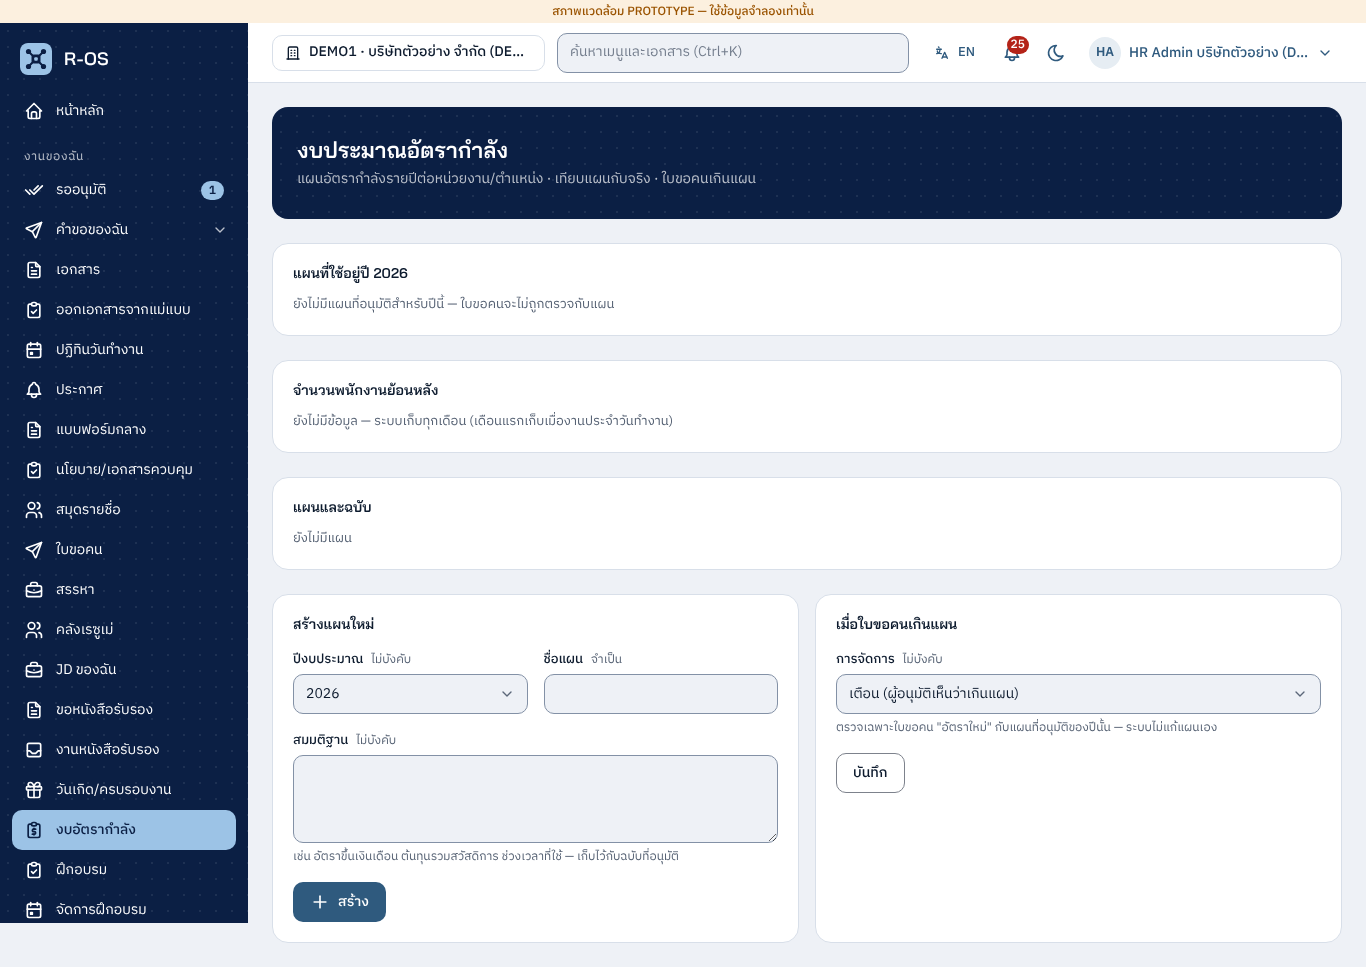 สภาพแวดล้อม PROTOTYPE — ใช้ข้อมูลจำลองเท่านั้น
R-OS
DEMO1 · บริษัทตัวอย่าง จำกัด (DE...
ค้นหาเมนูและเอกสาร (Ctrl+K)
EN
25
HA
HR Admin บริษัทตัวอย่าง (D...
หน้าหลัก
งานของฉัน
รออนุมัติ
1
คำขอของฉัน
เอกสาร
ออกเอกสารจากแม่แบบ
ปฏิทินวันทำงาน
ประกาศ
แบบฟอร์มกลาง
นโยบาย/เอกสารควบคุม
สมุดรายชื่อ
ใบขอคน
สรรหา
คลังเรซูเม่
JD ของฉัน
ขอหนังสือรับรอง
งานหนังสือรับรอง
วันเกิด/ครบรอบงาน
งบอัตรากำลัง
ฝึกอบรม
จัดการฝึกอบรม
งบประมาณอัตรากำลัง
แผนอัตรากำลังรายปีต่อหน่วยงาน/ตำแหน่ง · เทียบแผนกับจริง · ใบขอคนเกินแผน
แผนที่ใช้อยู่ปี 2026
ยังไม่มีแผนที่อนุมัติสำหรับปีนี้ — ใบขอคนจะไม่ถูกตรวจกับแผน
จำนวนพนักงานย้อนหลัง
ยังไม่มีข้อมูล — ระบบเก็บทุกเดือน (เดือนแรกเก็บเมื่องานประจำวันทำงาน)
แผนและฉบับ
ยังไม่มีแผน
สร้างแผนใหม่
ปีงบประมาณ ไม่บังคับ
ชื่อแผน จำเป็น
2026
สมมติฐาน ไม่บังคับ
เช่น อัตราขึ้นเงินเดือน ต้นทุนรวมสวัสดิการ ช่วงเวลาที่ใช้ — เก็บไว้กับฉบับที่อนุมัติ
สร้าง
เมื่อใบขอคนเกินแผน
การจัดการ ไม่บังคับ
เตือน (ผู้อนุมัติเห็นว่าเกินแผน)
ตรวจเฉพาะใบขอคน "อัตราใหม่" กับแผนที่อนุมัติของปีนั้น — ระบบไม่แก้แผนเอง
บันทึก